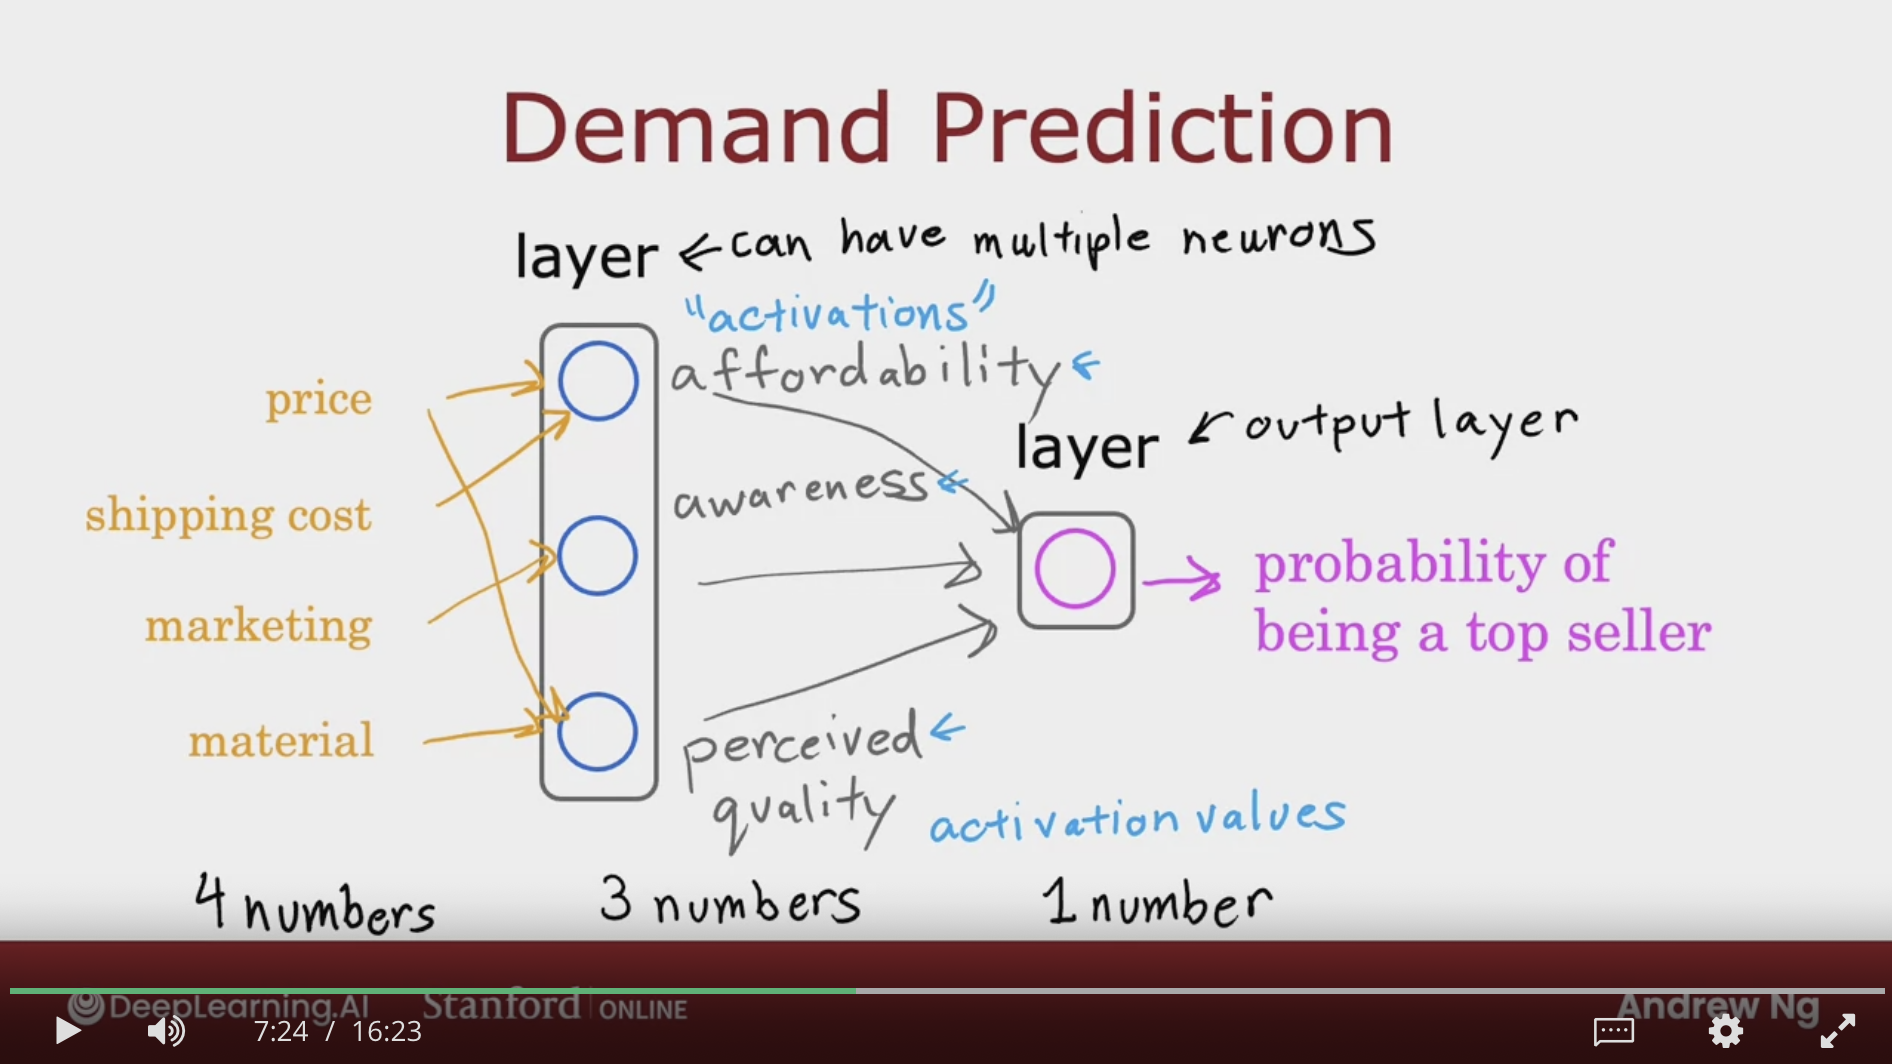 Demand Prediction
layer ← can have multiple neurons
"activations"
affordability ←
price
layer ← output layer
awareness ←
shipping cost
probability of
being a top seller
marketing
material
perceived ←
quality
activation values
4 numbers 3 numbers 1 number
DeepLearning.AI Stanford | ONLINE Andrew Ng
7:24 / 16:23